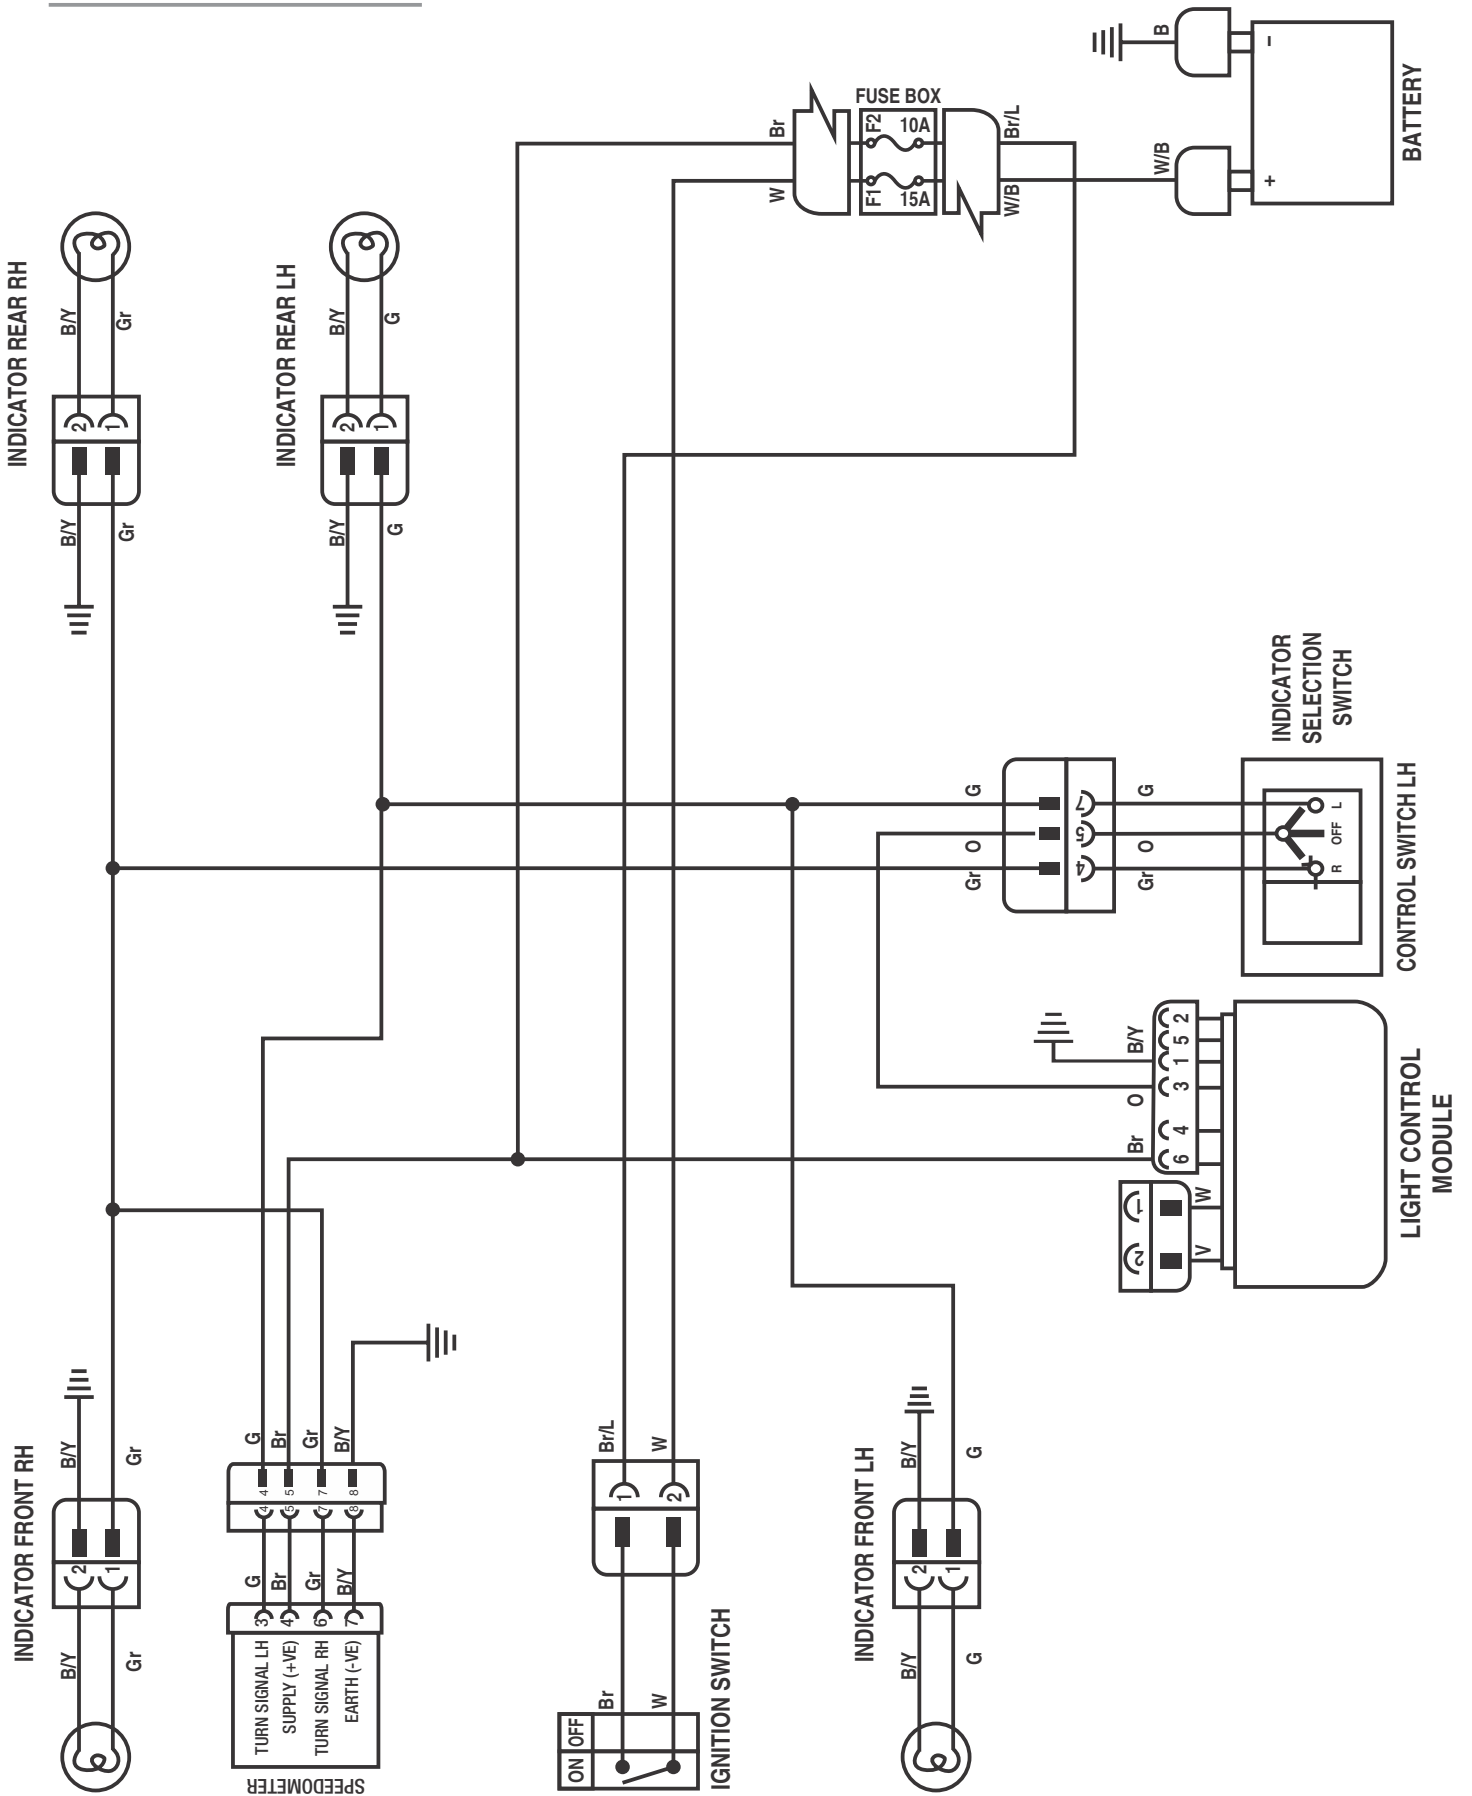 INDICATOR REAR RH
B/Y
Gr
2
1
B/Y
Gr
INDICATOR REAR LH
B/Y
G
2
1
B/Y
G
FUSE BOX
Br
W
F2
10A
F1
15A
Br/L
W/B
B
W/B
-
+
BATTERY
INDICATOR
SELECTION
SWITCH
G
O
Gr
7
5
4
G
O
Gr
L
OFF
R
CONTROL SWITCH LH
B/Y
O
Br
2
5
1
3
4
6
1
2
W
V
LIGHT CONTROL
MODULE
INDICATOR FRONT RH
B/Y
Gr
2
1
B/Y
Gr
G
Br
Gr
B/Y
4
5
7
8
4
5
7
8
G
Br
Gr
B/Y
3
4
6
7
TURN SIGNAL LH
SUPPLY (+VE)
TURN SIGNAL RH
EARTH (-VE)
SPEEDOMETER
Br/L
W
1
2
Br
W
ON
OFF
IGNITION SWITCH
INDICATOR FRONT LH
B/Y
G
2
1
B/Y
G